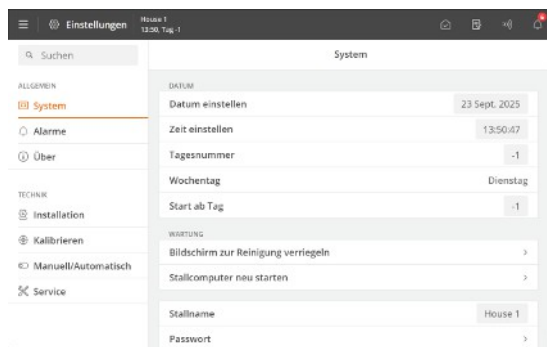 Einstellungen
House 1
13:50, Tag -1
Suchen
System
ALLGEMEIN
System
Alarme
Über
TECHNIK
Installation
Kalibrieren
Manuell/Automatisch
Service
DATUM
Datum einstellen 23 Sept. 2025
Zeit einstellen 13:50:47
Tagesnummer -1
Wochentag Dienstag
Start ab Tag -1
WARTUNG
Bildschirm zur Reinigung verriegeln
Stallcomputer neu starten
Stallname House 1
Passwort